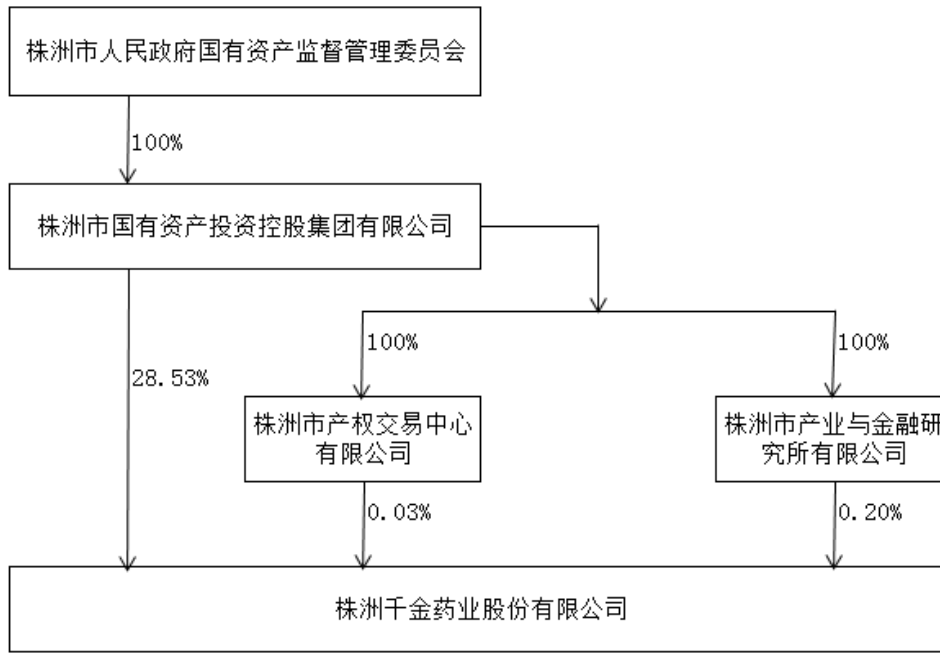 株洲市人民政府国有资产监督管理委员会
100%
株洲市国有资产投资控股集团有限公司
100%
100%
28.53%
株洲市产权交易中心
有限公司
株洲市产业与金融研
究所有限公司
0.03%
0.20%
株洲千金药业股份有限公司